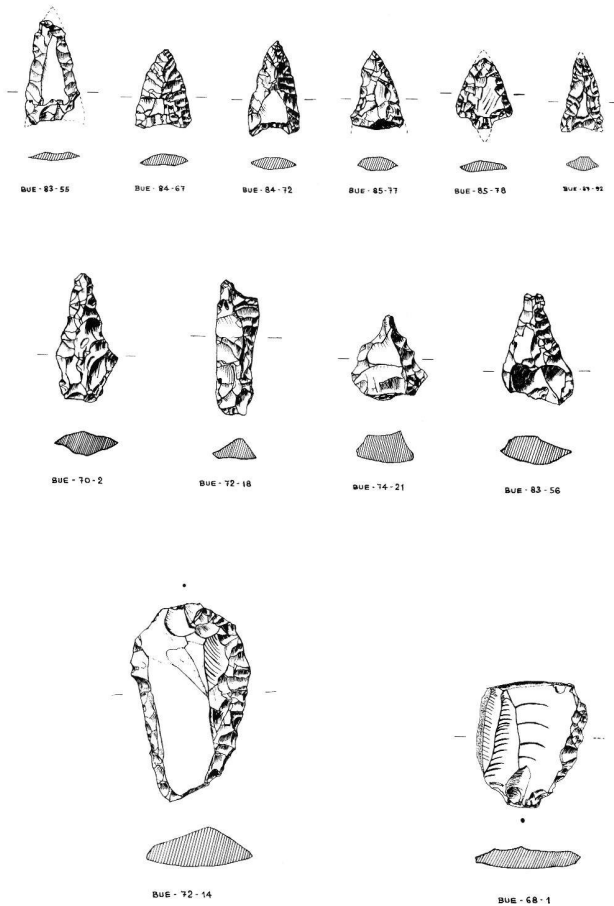 BUE - 83-55
BUE - 84-67
BUE - 84-72
BUE - 85-77
BUE - 85-78
BUE - 70-2
BUE - 72-18
BUE - 74-21
BUE - 83-56
BUE - 72-14
BUE - 68-1